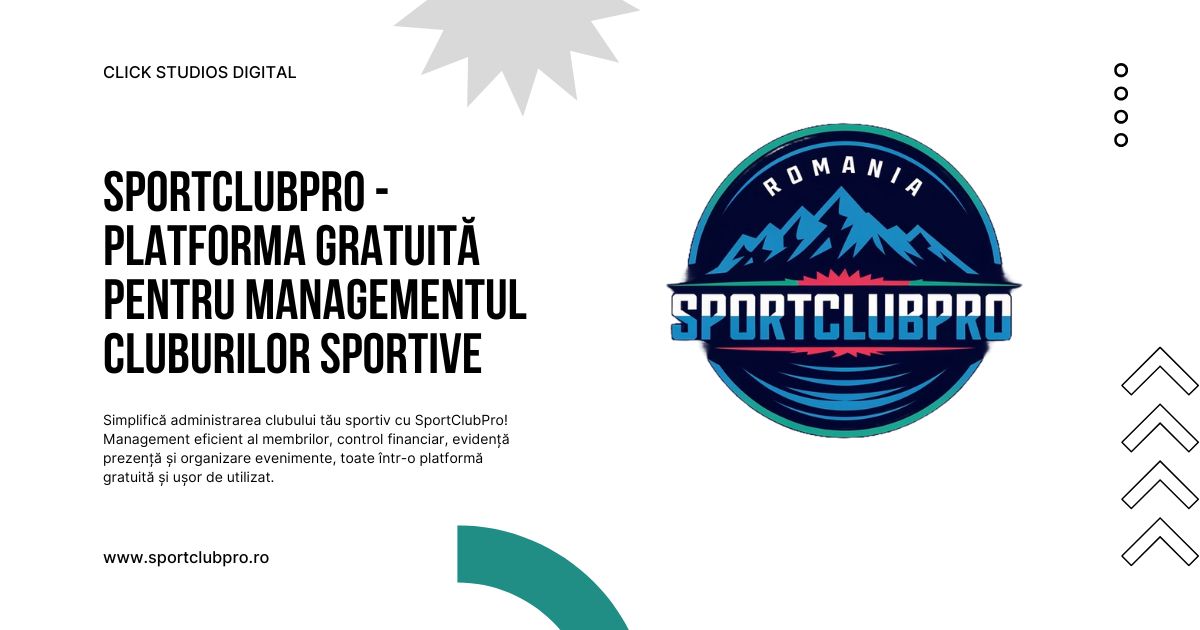 CLICK STUDIOS DIGITAL
SPORTCLUBPRO -
PLATFORMA GRATUITĂ
PENTRU MANAGEMENTUL
CLUBURILOR SPORTIVE
Simplifică administrarea clubului tău sportiv cu SportClubPro!
Management eficient al membrilor, control financiar, evidență
prezență și organizare evenimente, toate într-o platformă
gratuită și ușor de utilizat.
www.sportclubpro.ro
ROMANIA
SPORTCLUBPRO